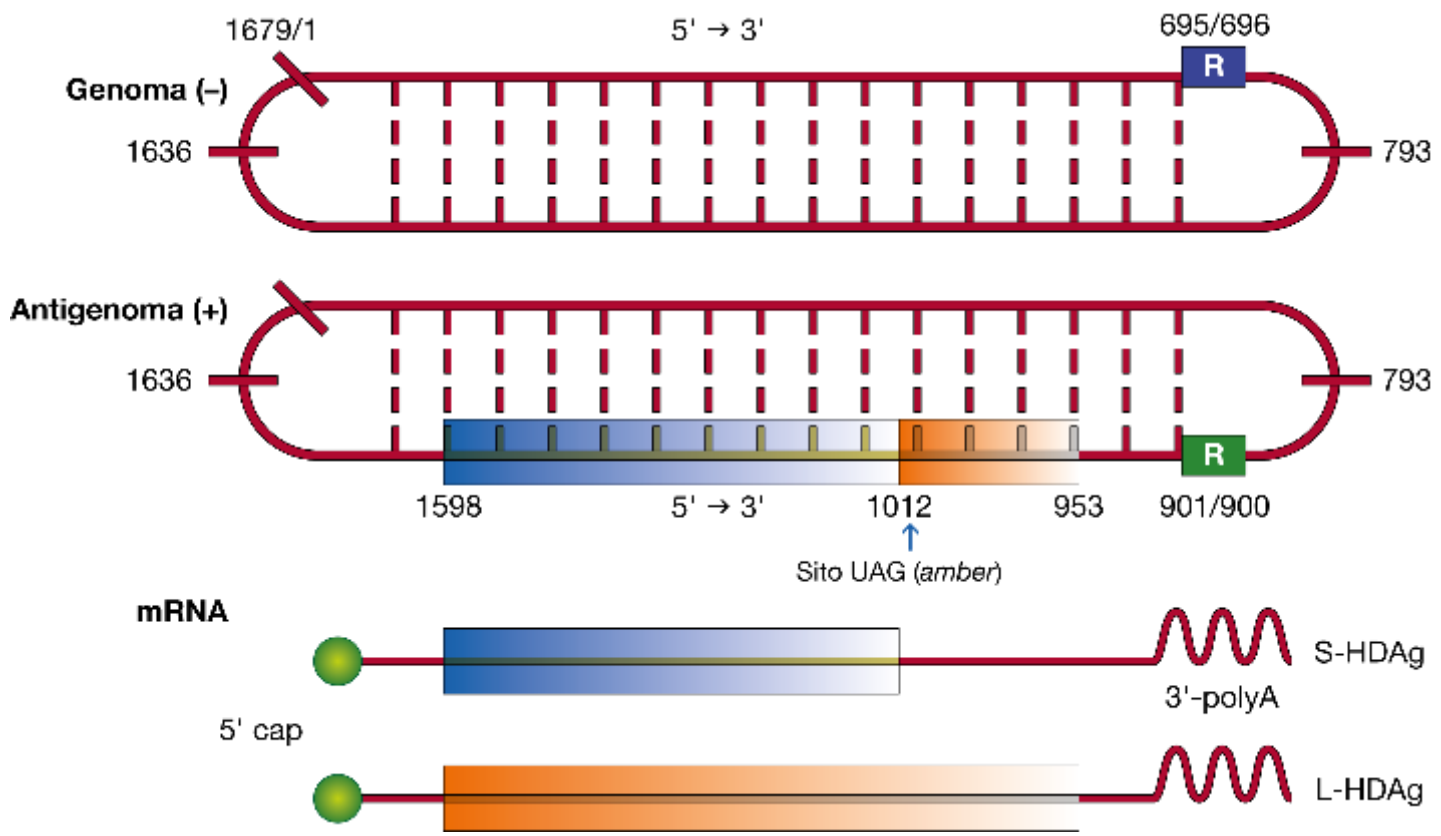 1679/1
5' → 3'
695/696
R
Genoma (–)
1636
793
Antigenoma (+)
1636
793
R
1598
5' → 3'
1012
953
901/900
↑
Sito UAG (amber)
mRNA
S-HDAg
3'-polyA
5' cap
L-HDAg